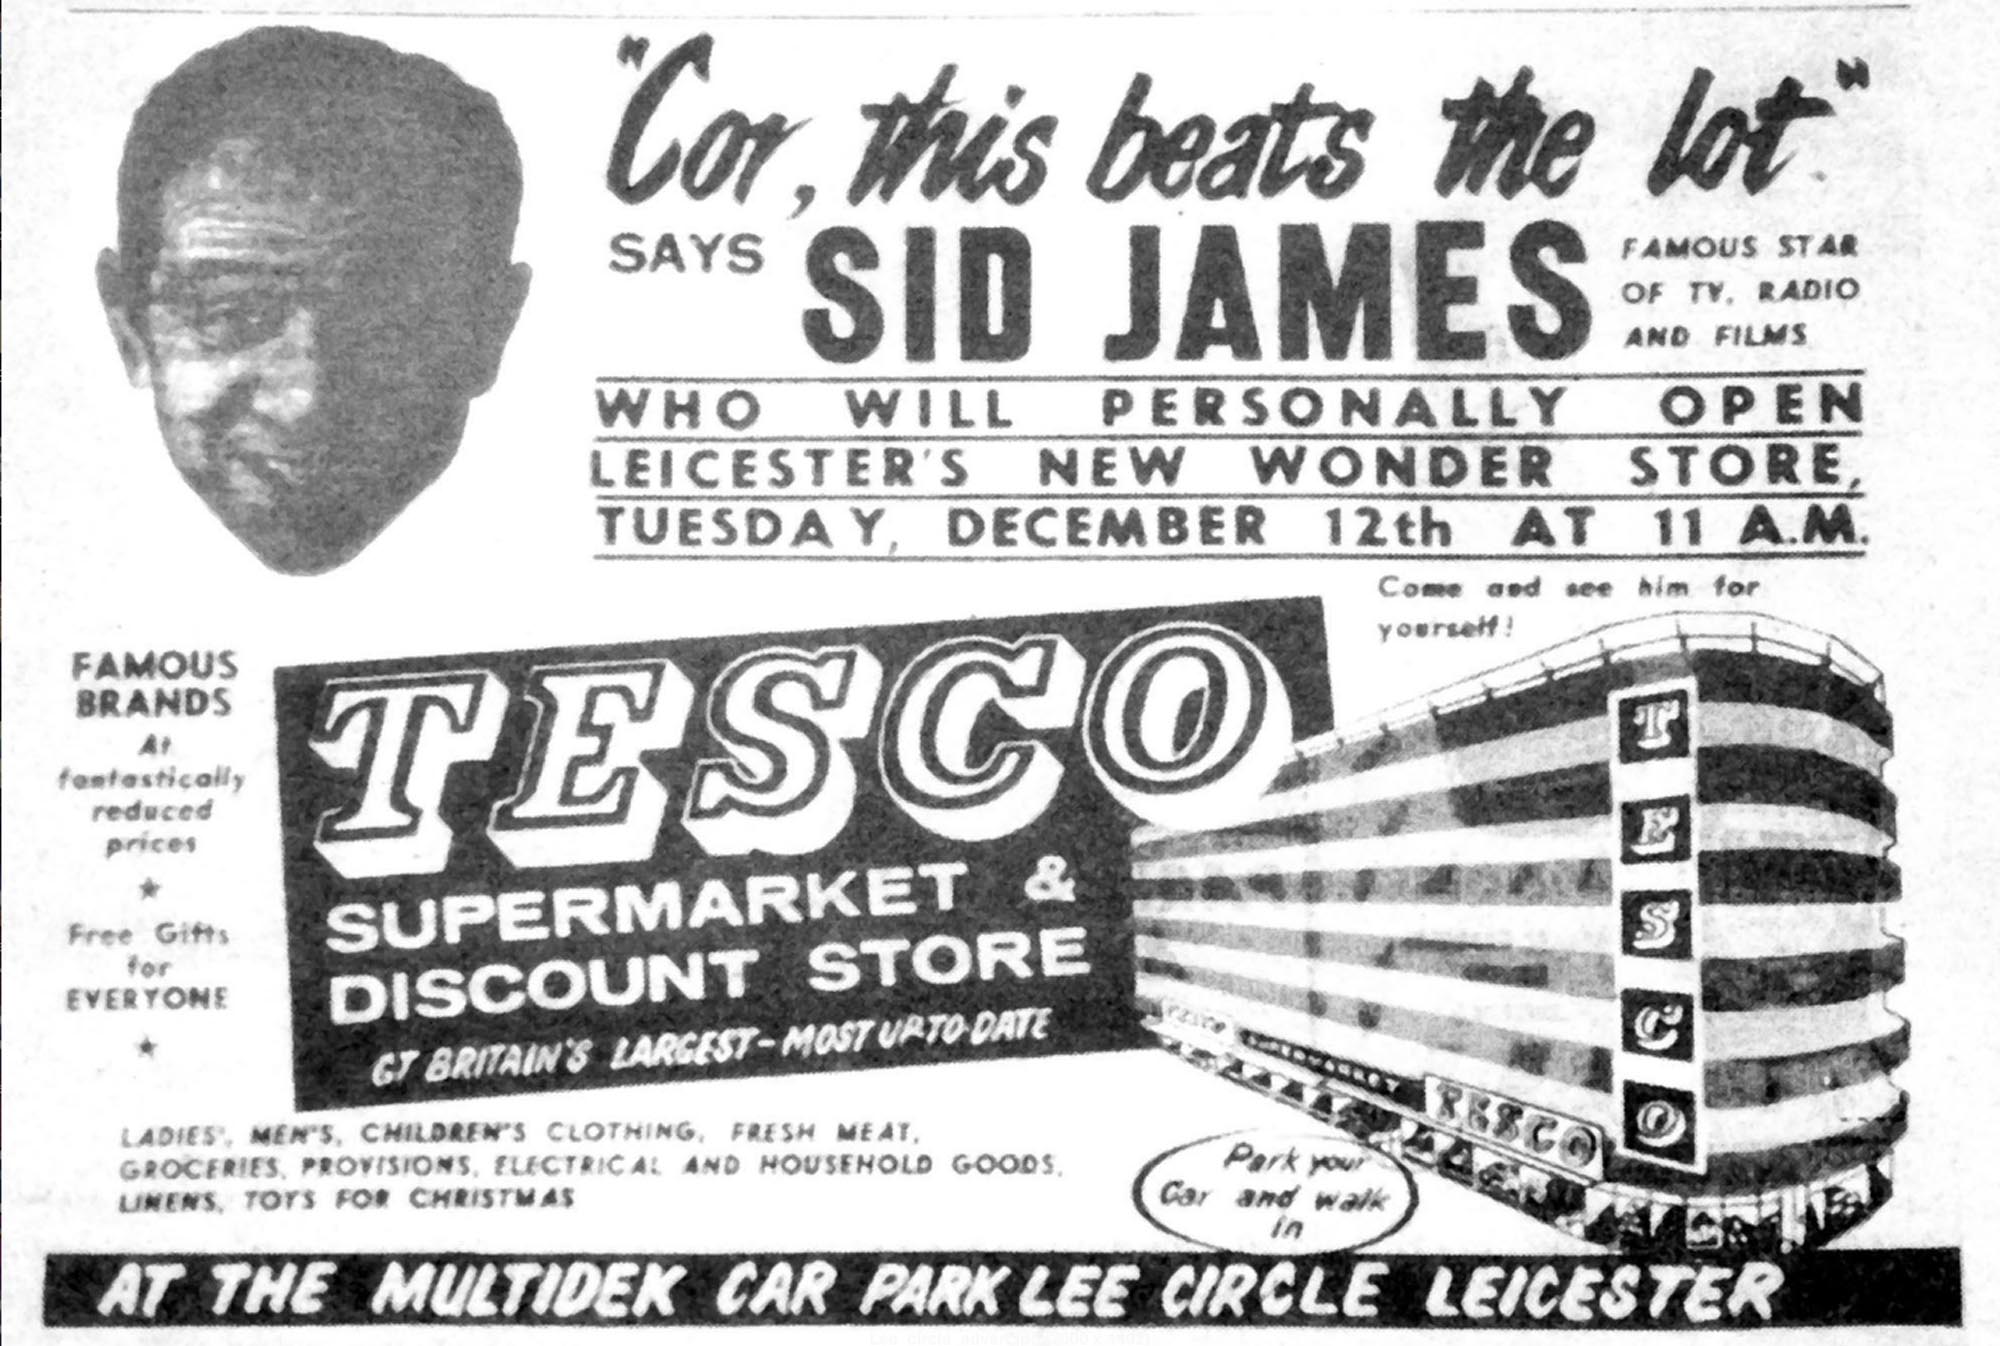 "Cor, this beats the lot."
SAYS SID JAMES FAMOUS STAR
OF TV, RADIO
AND FILMS
WHO WILL PERSONALLY OPEN
LEICESTER'S NEW WONDER STORE,
TUESDAY, DECEMBER 12th AT 11 A.M.
Come and see him for
yourself!
FAMOUS
BRANDS
At
fantastically
reduced
prices
★
Free Gifts
for
EVERYONE
★
TESCO
SUPERMARKET &
DISCOUNT STORE
GT BRITAIN'S LARGEST-MOST UP-TO-DATE
T
E
S
C
O
TESCO SUPERMARKET TESCO
LADIES', MEN'S, CHILDREN'S CLOTHING, FRESH MEAT,
GROCERIES, PROVISIONS, ELECTRICAL AND HOUSEHOLD GOODS,
LINENS, TOYS FOR CHRISTMAS
Park your
Car and walk
in
AT THE MULTIDEK CAR PARK LEE CIRCLE LEICESTER